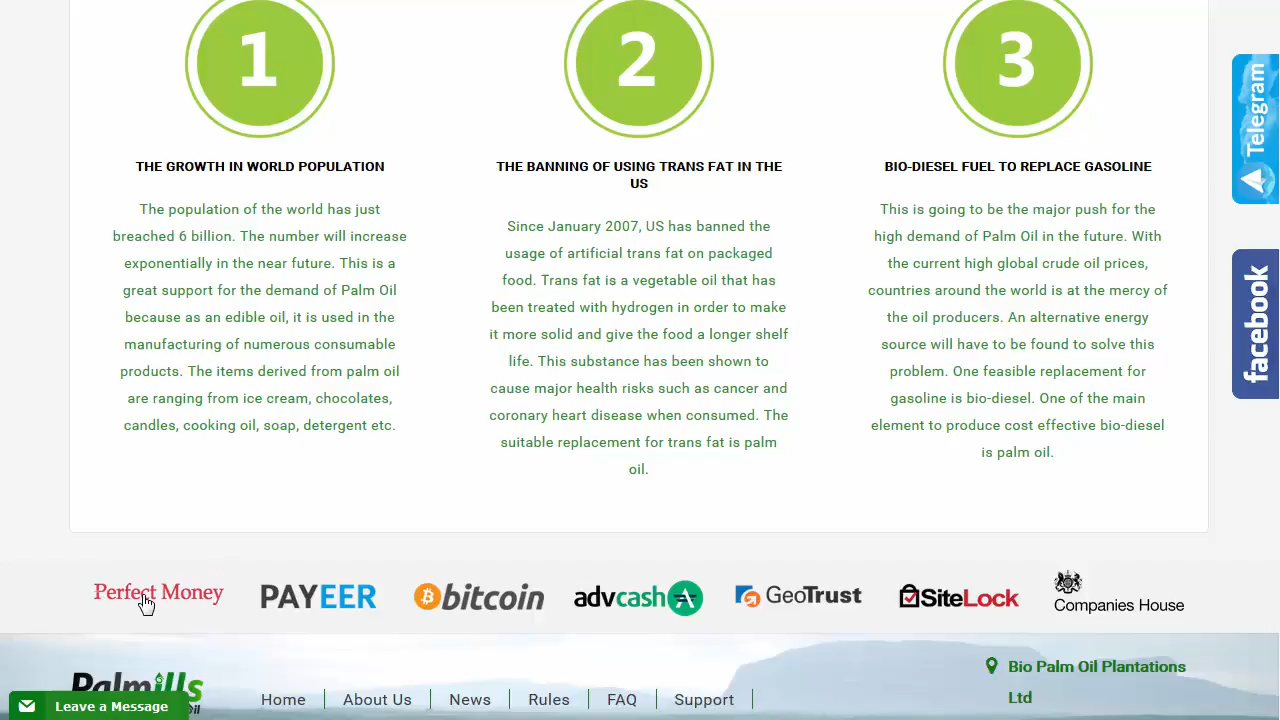 1
2
3
THE GROWTH IN WORLD POPULATION
The population of the world has just
breached 6 billion. The number will increase
exponentially in the near future. This is a
great support for the demand of Palm Oil
because as an edible oil, it is used in the
manufacturing of numerous consumable
products. The items derived from palm oil
are ranging from ice cream, chocolates,
candles, cooking oil, soap, detergent etc.
THE BANNING OF USING TRANS FAT IN THE
US
Since January 2007, US has banned the
usage of artificial trans fat on packaged
food. Trans fat is a vegetable oil that has
been treated with hydrogen in order to make
it more solid and give the food a longer shelf
life. This substance has been shown to
cause major health risks such as cancer and
coronary heart disease when consumed. The
suitable replacement for trans fat is palm
oil.
BIO-DIESEL FUEL TO REPLACE GASOLINE
This is going to be the major push for the
high demand of Palm Oil in the future. With
the current high global crude oil prices,
countries around the world is at the mercy of
the oil producers. An alternative energy
source will have to be found to solve this
problem. One feasible replacement for
gasoline is bio-diesel. One of the main
element to produce cost effective bio-diesel
is palm oil.
Telegram
facebook
Perfect Money
PAYEER
bitcoin
advcash
GeoTrust
SiteLock
Companies House
Palmills
Oil
Home
About Us
News
Rules
FAQ
Support
Bio Palm Oil Plantations
Ltd
Leave a Message